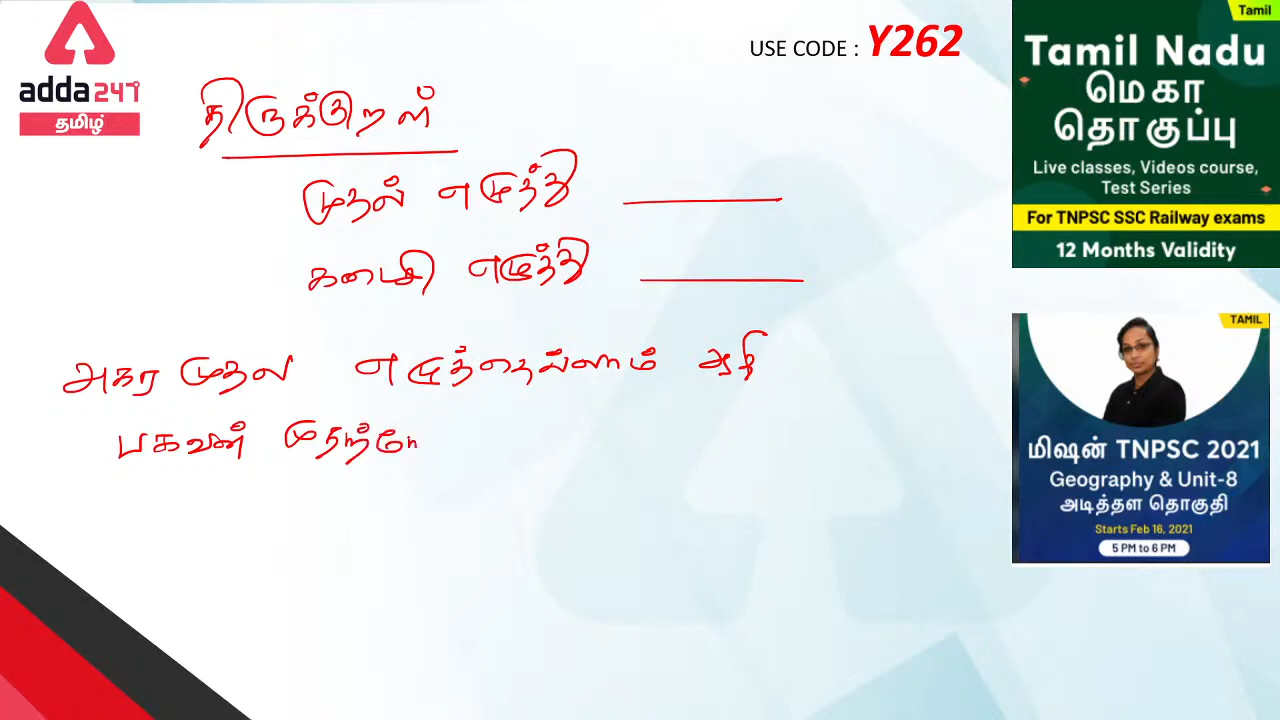 adda247
தமிழ்
USE CODE : Y262
திருக்குறள்
முதல் எழுத்து ______
கடைசி எழுத்து ______
அகர முதல எழுத்தெல்லாம் ஆதி
பகவன் முதற்றே
Tamil
Tamil Nadu
மெகா
தொகுப்பு
Live classes, Videos course,
Test Series
For TNPSC SSC Railway exams
12 Months Validity
TAMIL
மிஷன் TNPSC 2021
Geography & Unit-8
அடித்தள தொகுதி
Starts Feb 16, 2021
5 PM to 6 PM